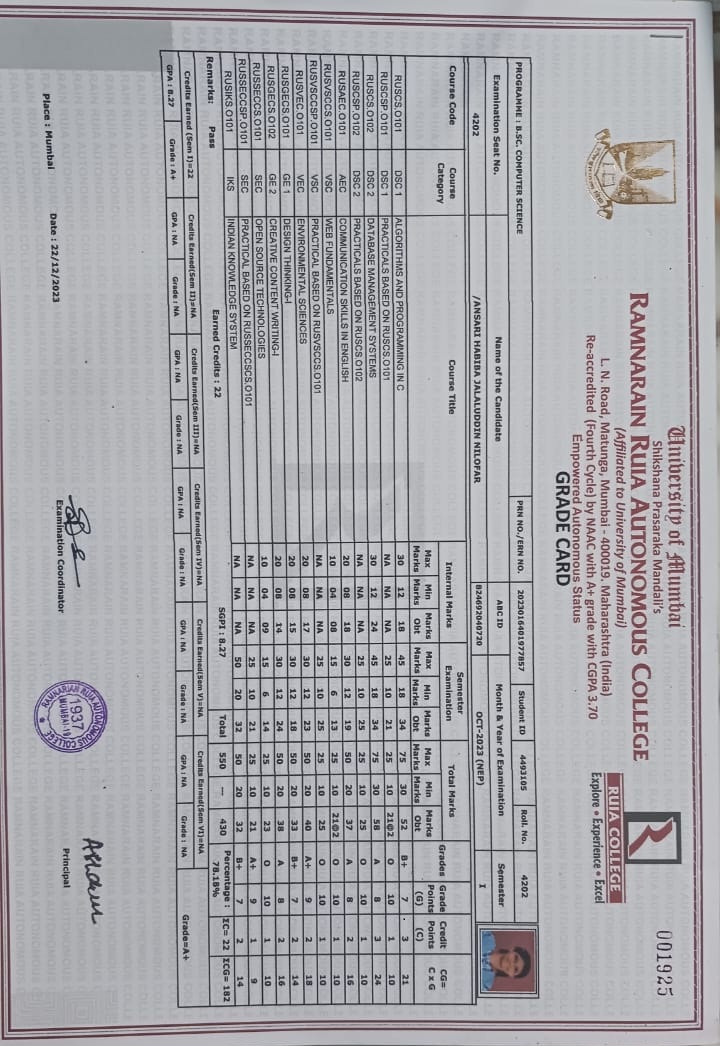 University of Mumbai
Shikshana Prasaraka Mandali's
RAMNARAIN RUIA AUTONOMOUS COLLEGE
(Affiliated to University of Mumbai)
L. N. Road, Matunga, Mumbai - 400019. Maharashtra (India)
Re-accredited (Fourth Cycle) by NAAC with A+ grade with CGPA 3.70
Empowered Autonomous Status
GRADE CARD
001925
RUIA COLLEGE
Explore • Experience • Excel
PROGRAMME : B.SC. COMPUTER SCIENCE PRN NO./ERN NO. 2023016401977857 Student ID 4493105 Roll. No. 4202
Examination Seat No. Name of the Candidate ABC ID Month & Year of Examination Semester
4202 /ANSARI HABIBA JALALUDDIN NILOFAR 824692040720 OCT-2023 (NEP) I
Course Code Course Category Course Title Internal Marks Semester Examination Total Marks Grades Grade Points (G) Credit Points (C) CG= C x G
Max Marks Min Marks Marks Obt Max Marks Min Marks Marks Obt Max Marks Min Marks Marks Obt
RUSCS.O101 DSC 1 ALGORITHMS AND PROGRAMMING IN C 30 12 18 45 18 34 75 30 52 B+ 7 3 21
RUSCSP.O101 DSC 1 PRACTICALS BASED ON RUSCS.O101 NA NA NA 25 10 21 25 10 21@2 O 10 1 10
RUSCS.O102 DSC 2 DATABASE MANAGEMENT SYSTEMS 30 12 24 45 18 34 75 30 58 A 8 3 24
RUSCSP.O102 DSC 2 PRACTICALS BASED ON RUSCS.O102 NA NA NA 25 10 25 25 10 25 O 10 1 10
RUSAEC.O101 AEC COMMUNICATION SKILLS IN ENGLISH 20 08 18 30 12 19 50 20 37 A 8 2 16
RUSVSCCS.O101 VSC WEB FUNDAMENTALS 10 04 08 15 6 13 25 10 21@2 O 10 1 10
RUSVSCCSP.O101 VSC PRACTICAL BASED ON RUSVSCCS.O101 NA NA NA 25 10 25 25 10 25 O 10 1 10
RUSVEC.O101 VEC ENVIRONMENTAL SCIENCES 20 08 17 30 12 23 50 20 40 A+ 9 2 18
RUSGECS.O101 GE 1 DESIGN THINKING-I 20 08 15 30 12 18 50 20 33 B+ 7 2 14
RUSGECS.O102 GE 2 CREATIVE CONTENT WRITING-I 20 08 14 30 12 24 50 20 38 A 8 2 16
RUSSECCS.O101 SEC OPEN SOURCE TECHNOLOGIES 10 04 09 15 6 14 25 10 23 O 10 1 10
RUSSECCSP.O101 SEC PRACTICAL BASED ON RUSSECCSCS.O101 NA NA NA 25 10 21 25 10 21 A+ 9 1 9
RUSIKS.O101 IKS INDIAN KNOWLEDGE SYSTEM NA NA NA 50 20 32 50 20 32 B+ 7 2 14
Remarks: Pass Earned Credits : 22 SGPI : 8.27 Total 550 --- 430 Percentage : 78.18% ΣC= 22 ΣCG= 182
Credits Earned (Sem I)=22 Credits Earned(Sem II)=NA Credits Earned(Sem III)=NA Credits Earned(Sem IV)=NA Credits Earned(Sem V)=NA Credits Earned(Sem VI)=NA Grade=A+
GPA : 8.27 Grade : A+ GPA : NA Grade : NA GPA : NA Grade : NA GPA : NA Grade : NA GPA : NA Grade : NA GPA : NA Grade : NA
Place : Mumbai Date : 22/12/2023
Examination Coordinator
RAMNARAIN RUIA AUTONOMOUS COLLEGE
1937
MUMBAI-19
Principal